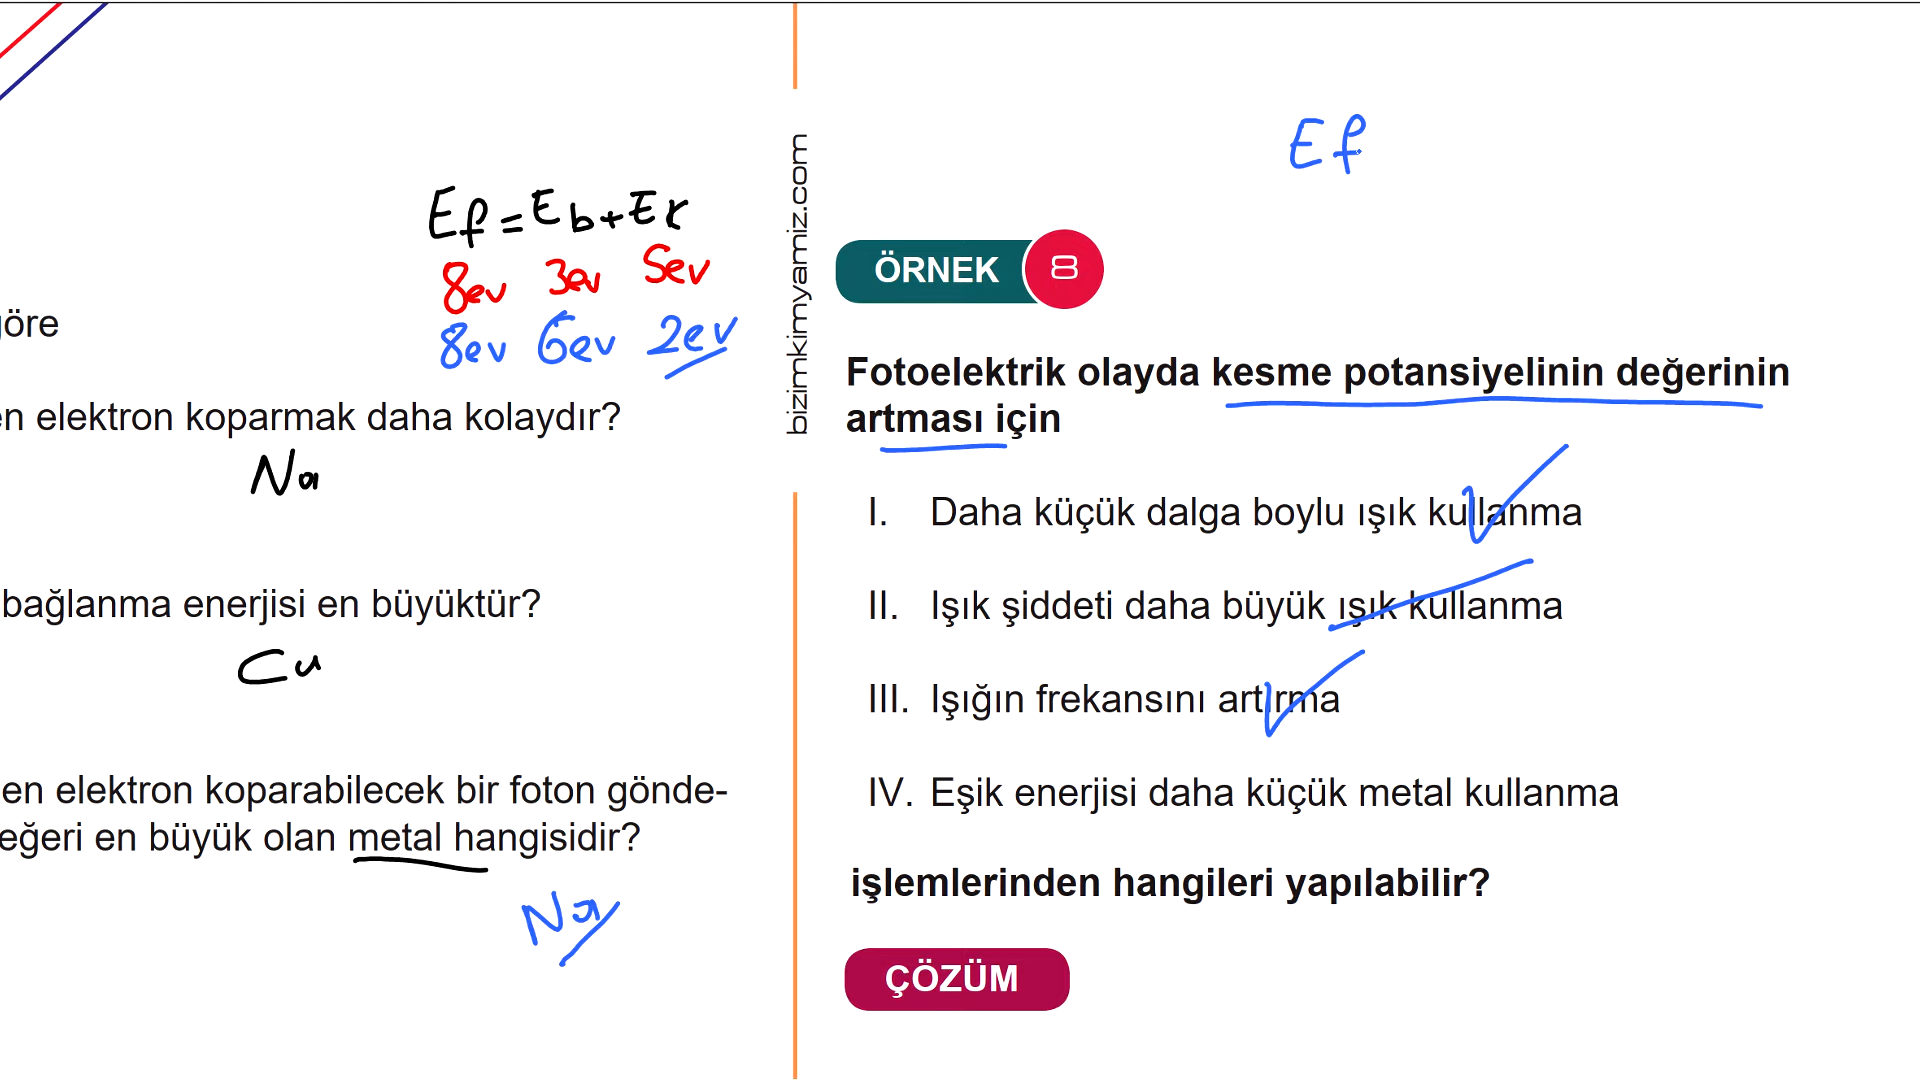 Ef=Eb+Ek
8ev 3ev 5ev
8ev 6ev 2ev
göre
en elektron koparmak daha kolaydır?
Na
bağlanma enerjisi en büyüktür?
Cu
en elektron koparabilecek bir foton gönde-
eğeri en büyük olan metal hangisidir?
Na
bizimkimyamiz.com
Ef
ÖRNEK 8
Fotoelektrik olayda kesme potansiyelinin değerinin
artması için
I. Daha küçük dalga boylu ışık kullanma
II. Işık şiddeti daha büyük ışık kullanma
III. Işığın frekansını artırma
IV. Eşik enerjisi daha küçük metal kullanma
işlemlerinden hangileri yapılabilir?
ÇÖZÜM